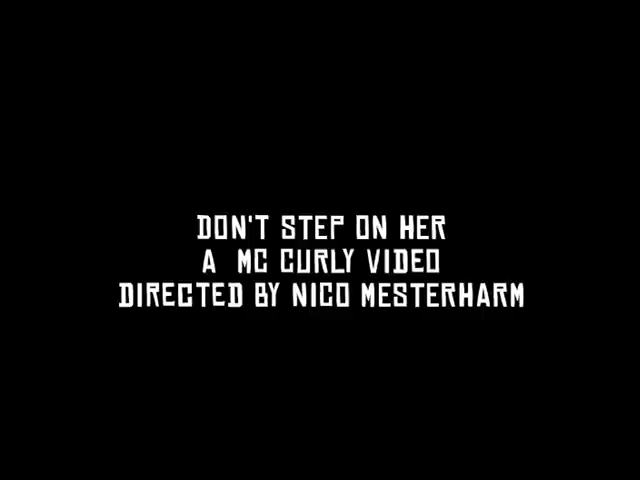 DON'T STEP ON HER
A MC CURLY VIDEO
DIRECTED BY NICO MESTERHARM